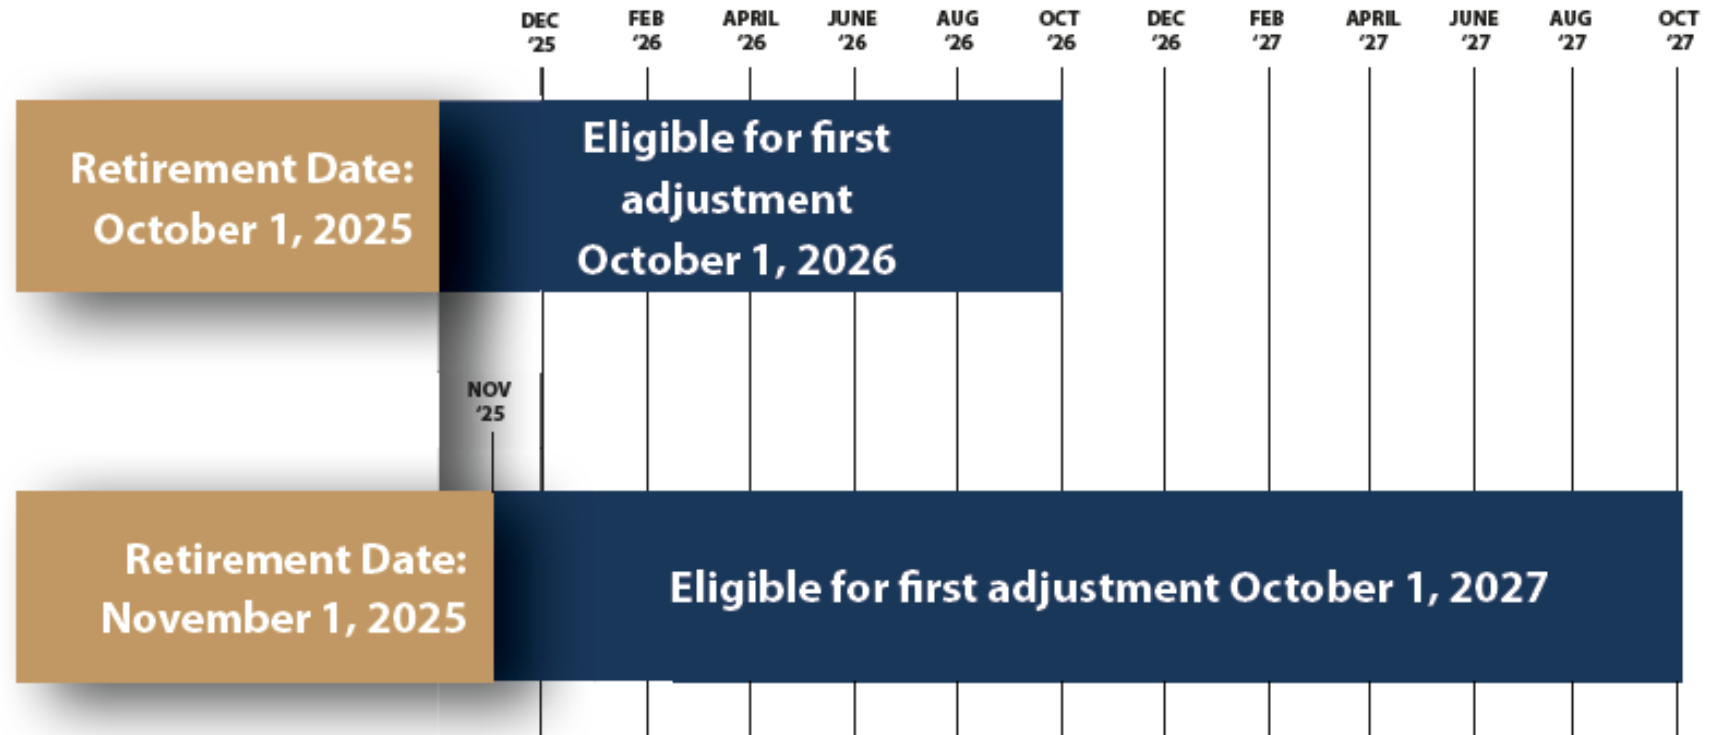 DEC FEB APRIL JUNE AUG OCT DEC FEB APRIL JUNE AUG OCT
‘25 ‘26 ‘26 ‘26 ‘26 ‘26 ‘26 ‘27 ‘27 ‘27 ‘27 ‘27
Retirement Date:
October 1, 2025
Eligible for first
adjustment
October 1, 2026
NOV
‘25
Retirement Date:
November 1, 2025
Eligible for first adjustment October 1, 2027